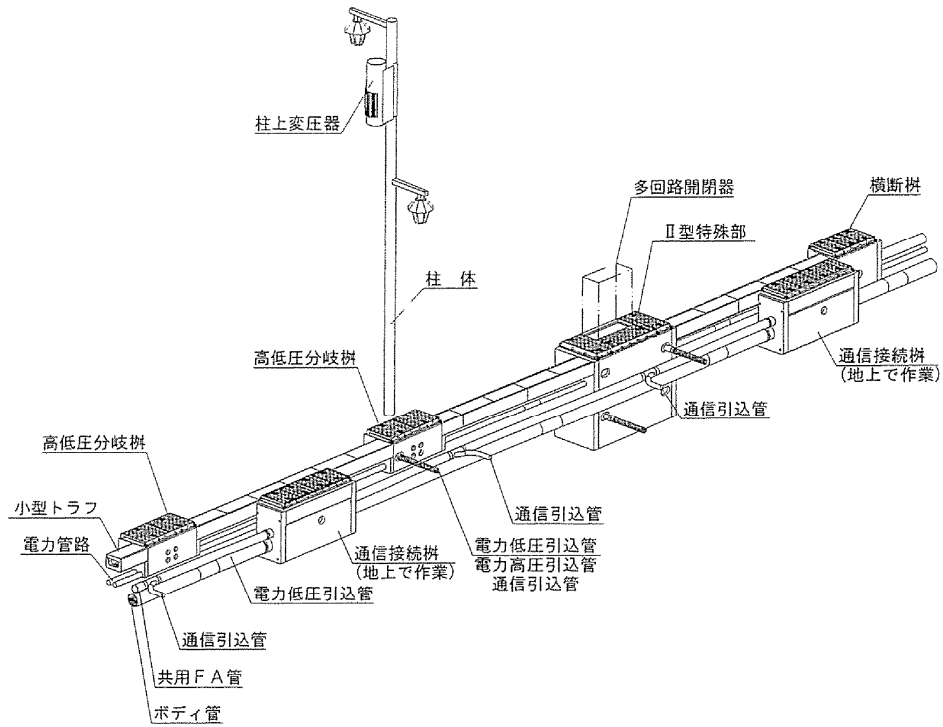 柱上変圧器
多回路開閉器
横断桝
Ⅱ型特殊部
柱 体
高低圧分岐桝
通信接続桝
(地上で作業)
通信引込管
高低圧分岐桝
小型トラフ
通信引込管
電力管路
電力低圧引込管
電力高圧引込管
通信引込管
通信接続桝
(地上で作業)
電力低圧引込管
通信引込管
共用ＦＡ管
ボディ管